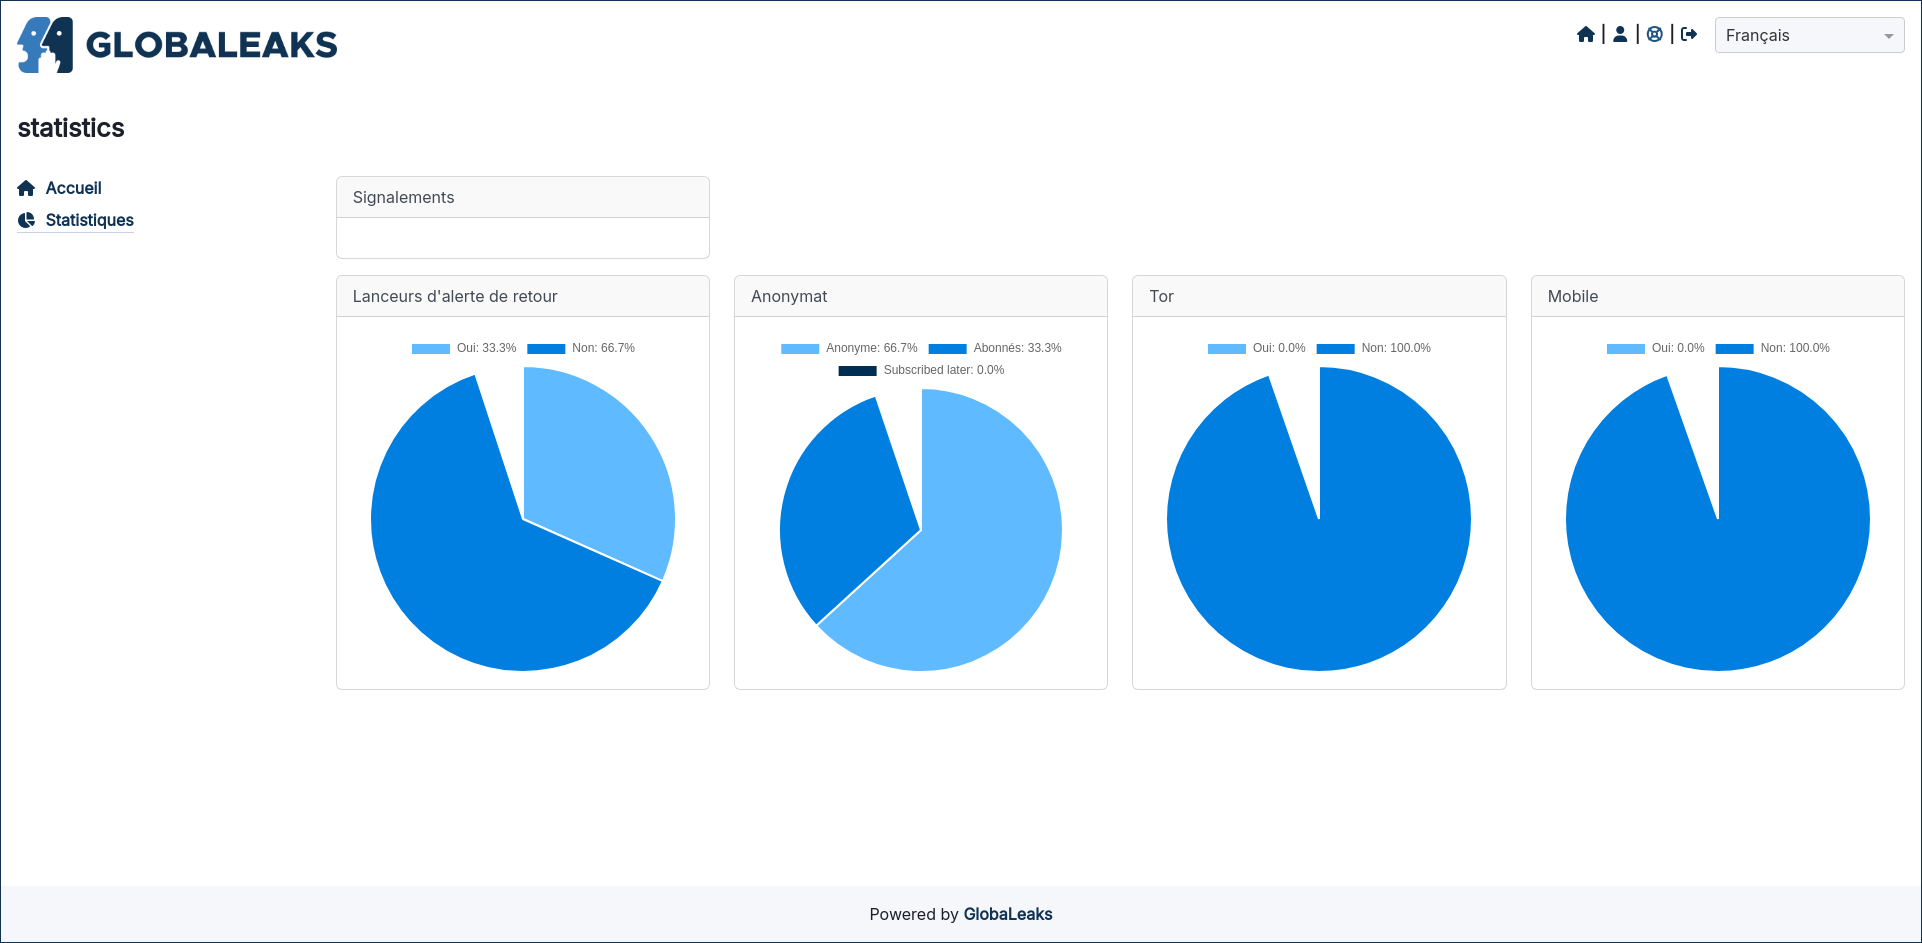 GLOBALEAKS
Français
statistics
Accueil
Statistiques
Signalements
Lanceurs d'alerte de retour
Oui: 33.3% Non: 66.7%
Anonymat
Anonyme: 66.7% Abonnés: 33.3%
Subscribed later: 0.0%
Tor
Oui: 0.0% Non: 100.0%
Mobile
Oui: 0.0% Non: 100.0%
Powered by GlobaLeaks